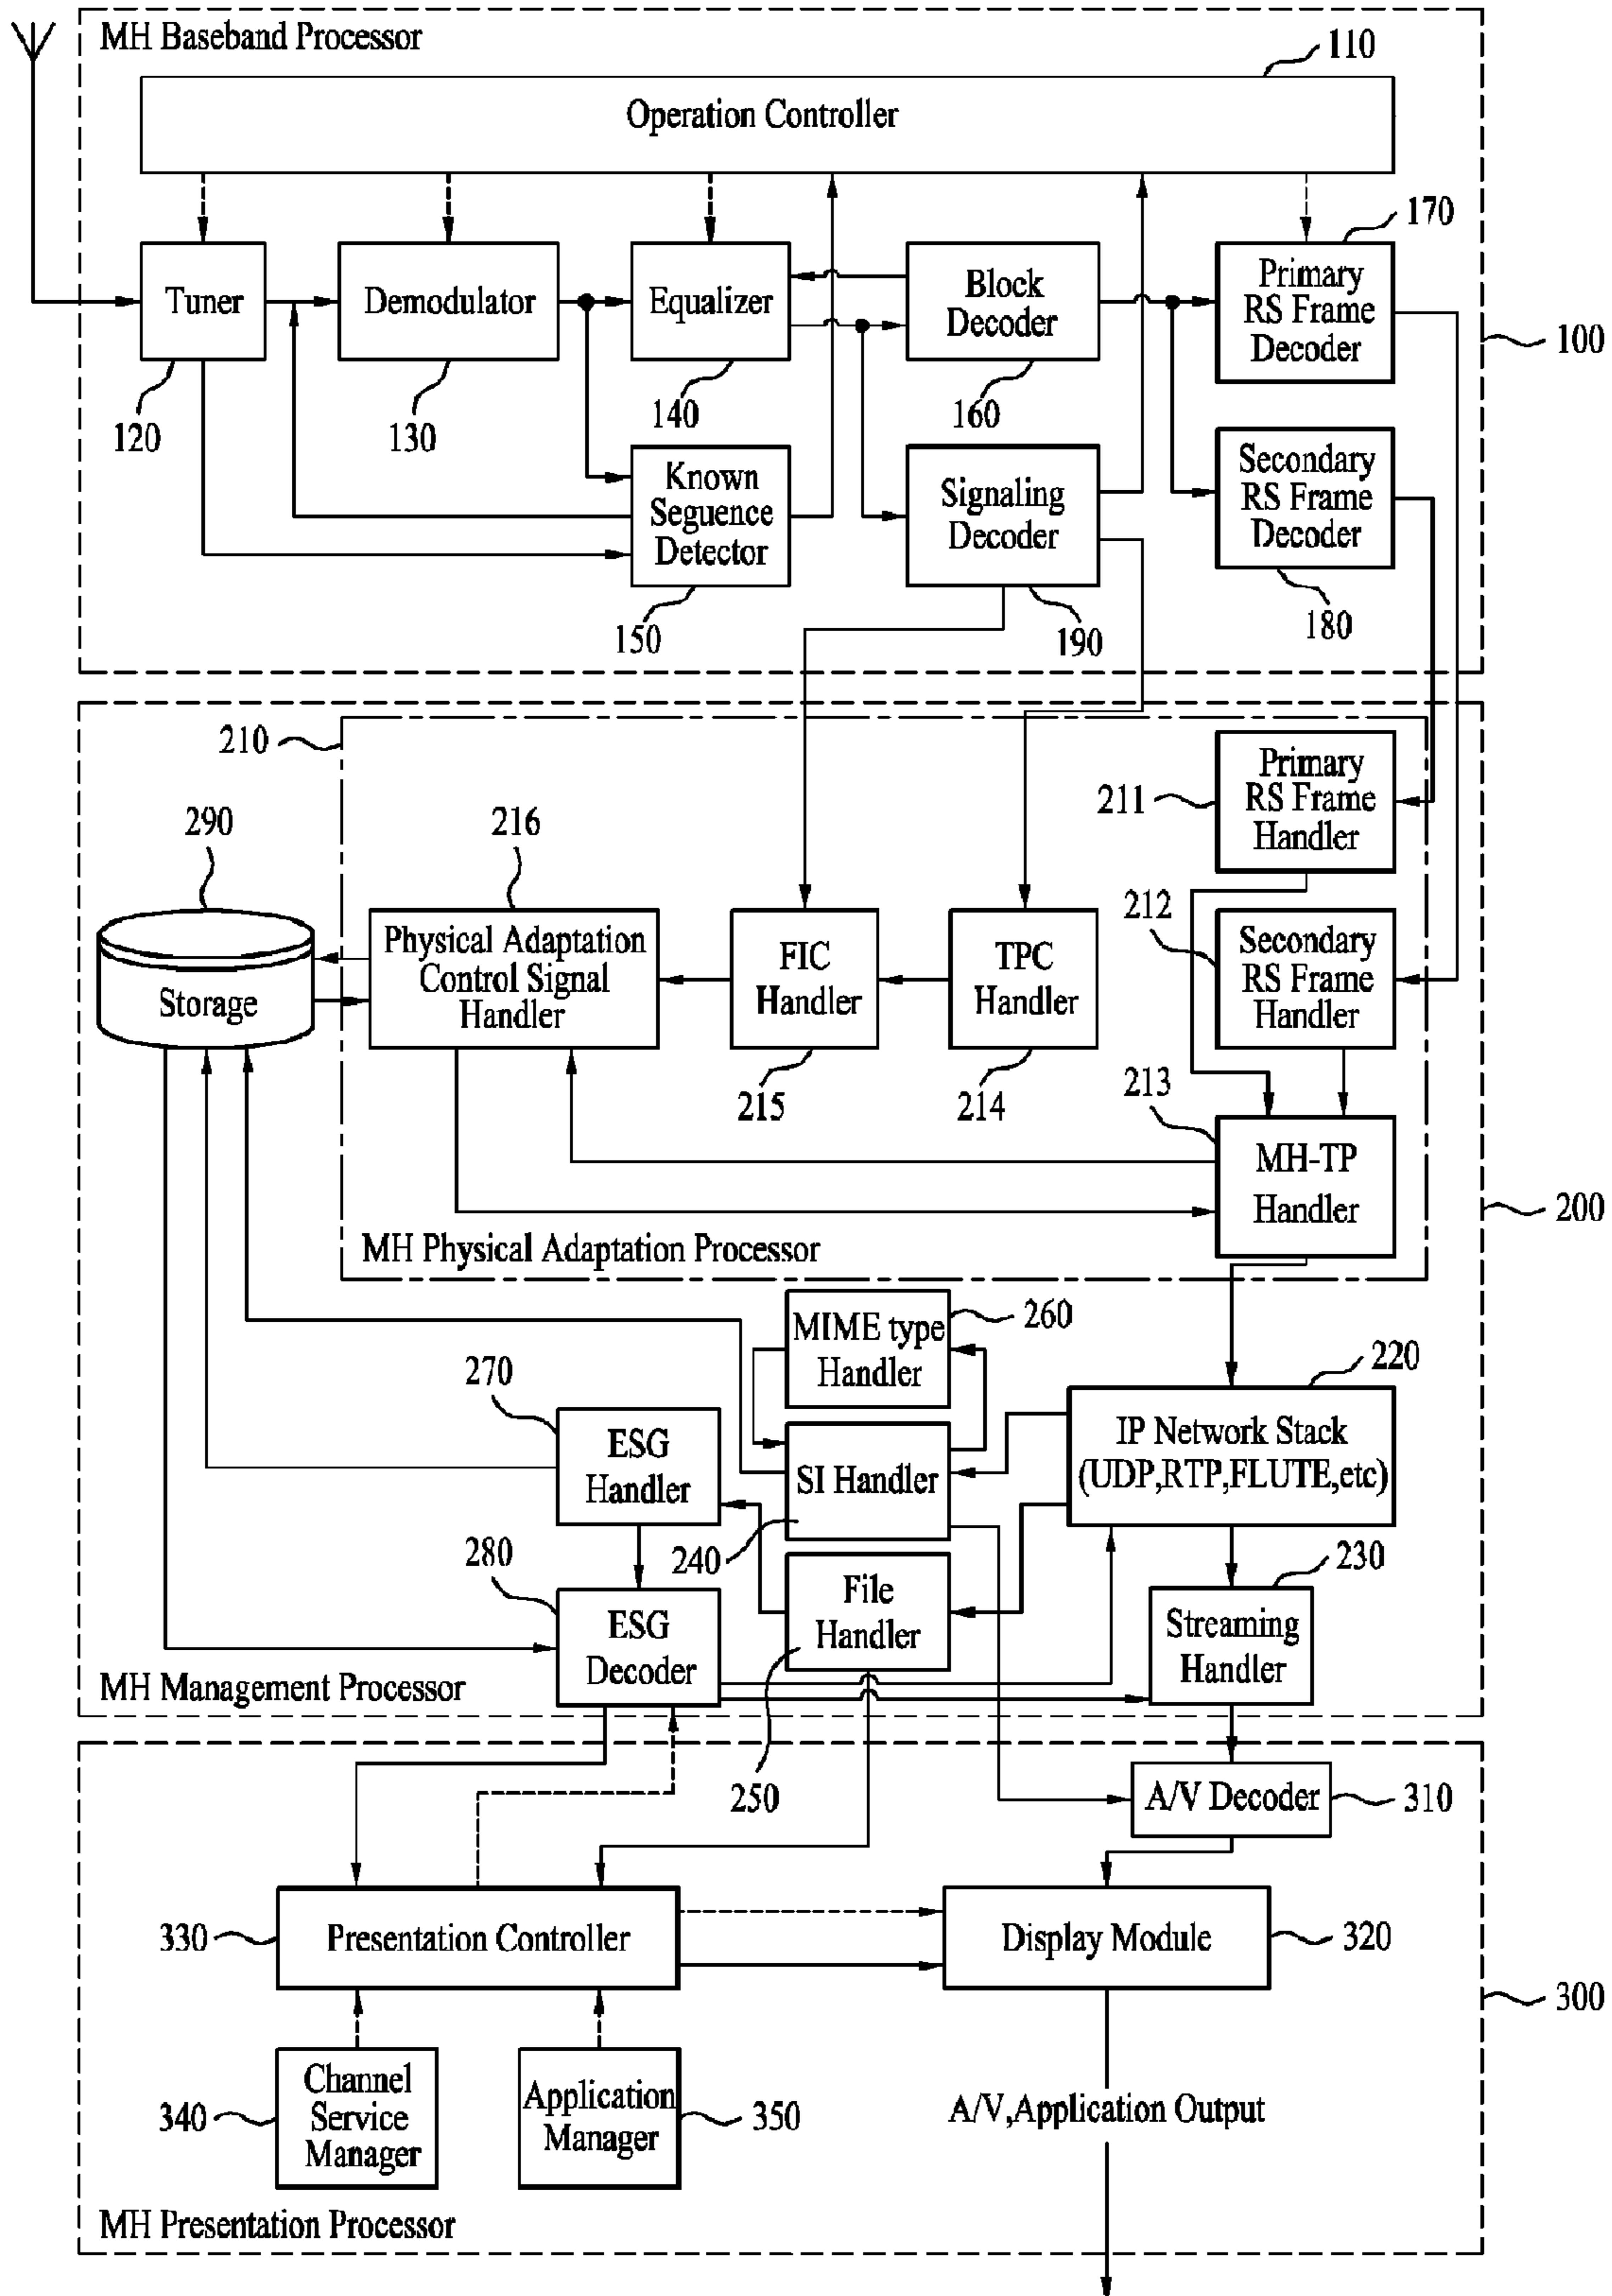 MH Baseband Processor
110
Operation Controller
170
Tuner
Demodulator
Equalizer
Block
Decoder
Primary
RS Frame
Decoder
100
120
130
140
160
Known
Seguence
Detector
Signaling
Decoder
Secondary
RS Frame
Decoder
150
190
180
210
Primary
RS Frame
Handler
211
290
216
212
Storage
Physical Adaptation
Control Signal
Handler
FIC
Handler
TPC
Handler
Secondary
RS Frame
Handler
215
214
213
MH-TP
Handler
200
MH Physical Adaptation Processor
MIME type
Handler
260
270
220
ESG
Handler
SI Handler
IP Network Stack
(UDP,RTP,FLUTE,etc)
280
240
230
ESG
Decoder
File
Handler
Streaming
Handler
MH Management Processor
250
A/V Decoder
310
330
Presentation Controller
Display Module
320
300
340
Channel
Service
Manager
Application
Manager
350
A/V,Application Output
MH Presentation Processor